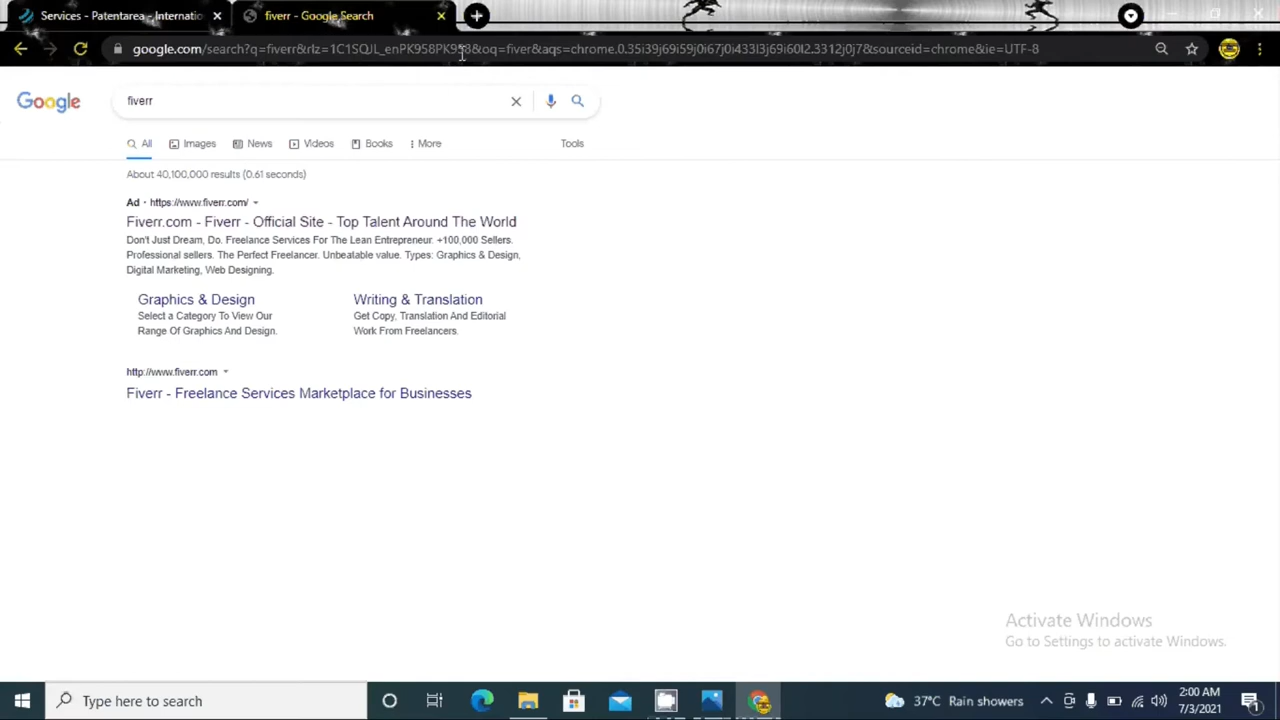 Services - Patentarea - Internatio
fiverr - Google Search
google.com/search?q=fiverr&rlz=1C1SQJL_enPK958PK958&oq=fiver&aqs=chrome.0.35i39j69i59j0i67j0i433l3j69i60l2.3312j0j7&sourceid=chrome&ie=UTF-8
Google
fiverr
All Images News Videos Books More Tools
About 40,100,000 results (0.61 seconds)
Ad · https://www.fiverr.com/
Fiverr.com - Fiverr - Official Site - Top Talent Around The World
Don't Just Dream, Do. Freelance Services For The Lean Entrepreneur. +100,000 Sellers.
Professional sellers. The Perfect Freelancer. Unbeatable value. Types: Graphics & Design,
Digital Marketing, Web Designing.
Graphics & Design
Select a Category To View Our
Range Of Graphics And Design.
Writing & Translation
Get Copy, Translation And Editorial
Work From Freelancers.
http://www.fiverr.com
Fiverr - Freelance Services Marketplace for Businesses
Activate Windows
Go to Settings to activate Windows.
Type here to search
37°C Rain showers
2:00 AM
7/3/2021
1